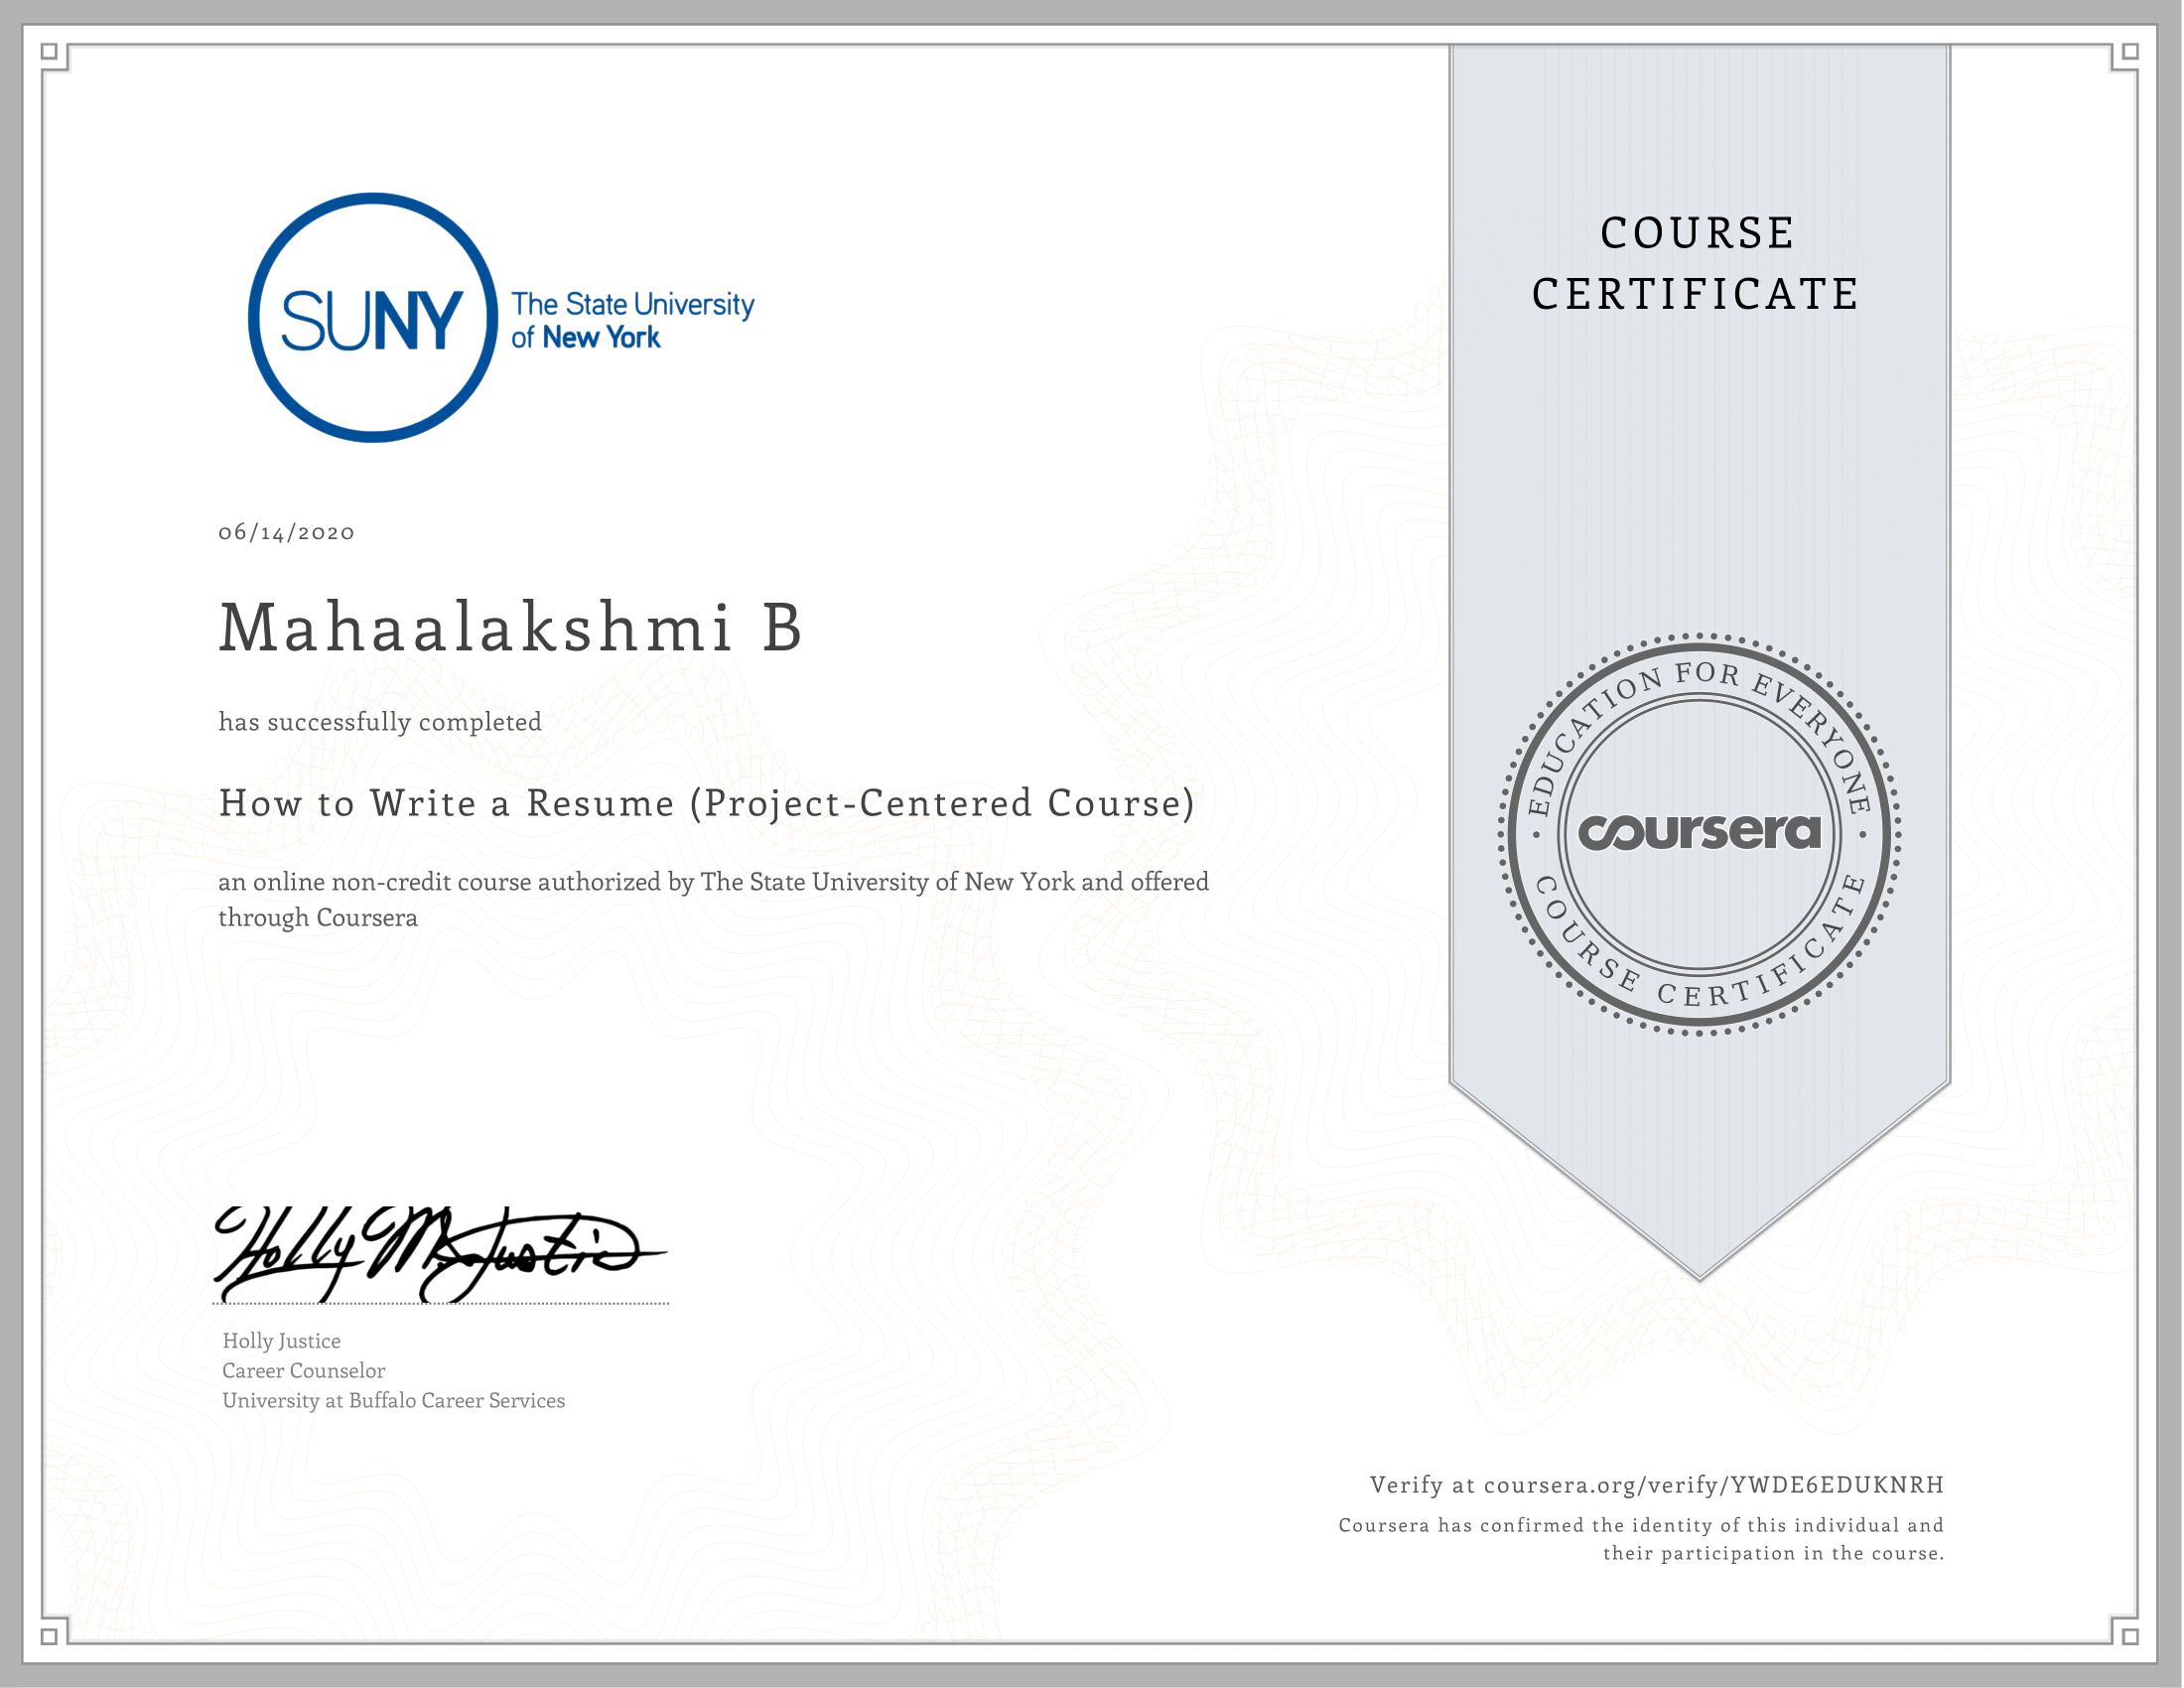 SUNY
The State University
of New York
COURSE
CERTIFICATE
06/14/2020
Mahaalakshmi B
has successfully completed
How to Write a Resume (Project-Centered Course)
an online non-credit course authorized by The State University of New York and offered
through Coursera
EDUCATION FOR EVERYONE
coursera
COURSE CERTIFICATE
Holly M. Justice
Holly Justice
Career Counselor
University at Buffalo Career Services
Verify at coursera.org/verify/YWDE6EDUKNRH
Coursera has confirmed the identity of this individual and
their participation in the course.